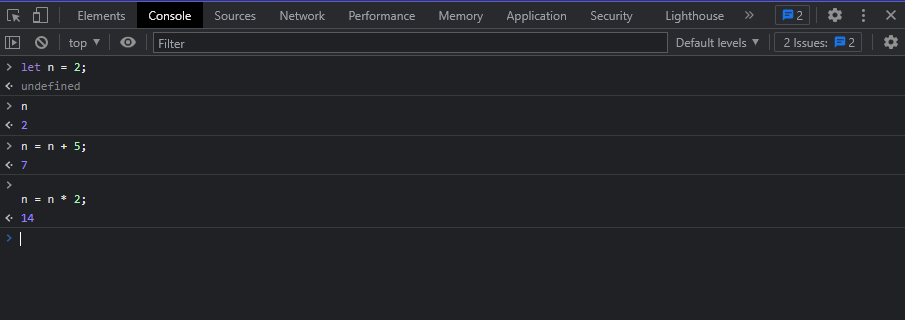 Elements Console Sources Network Performance Memory Application Security Lighthouse » 2
top ▼ Filter Default levels ▼ 2 Issues: 2
> let n = 2;
<· undefined
> n
<· 2
> n = n + 5;
<· 7
>
n = n * 2;
<· 14
>